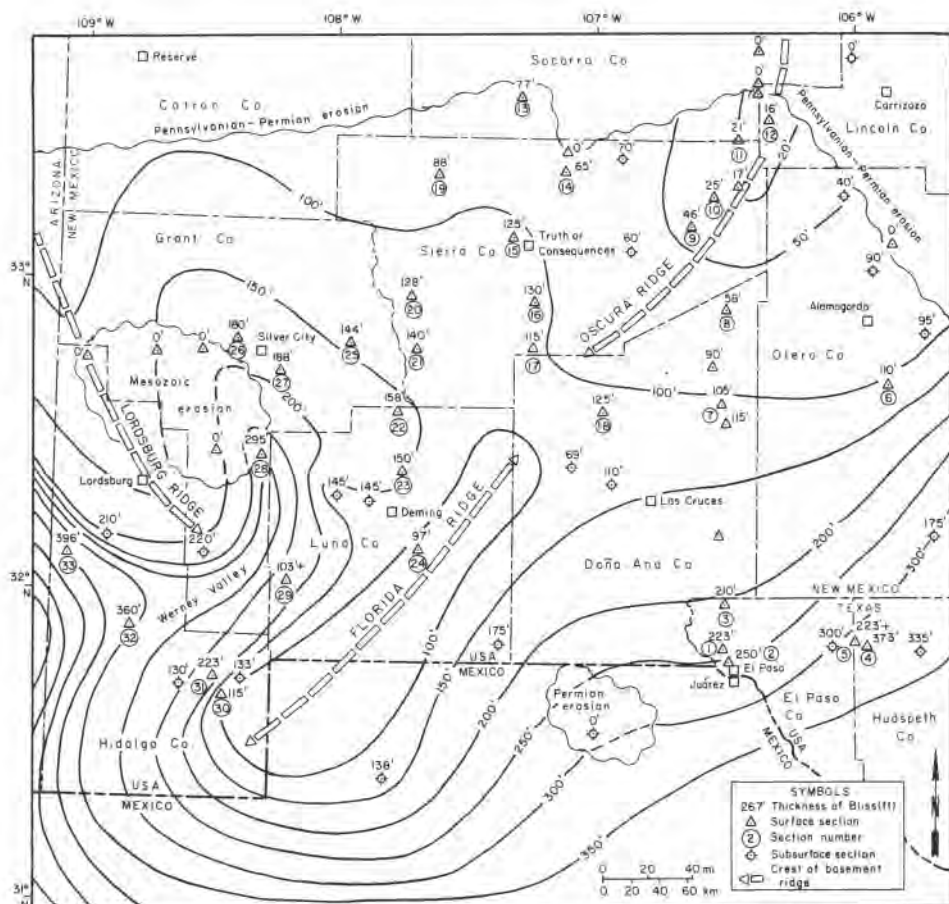 109° W
108° W
107° W
106° W
Reserve
Socorro Co.
Catron Co.
Pennsylvanian-Permian erosion
77'
13
0'
0'
0'
Carrizozo
Lincoln Co.
Pennsylvanian-Permian erosion
16'
12
20'
21'
11
88'
19
0'
65'
14
70'
17'
25'
10
46'
9
40'
50'
ARIZONA
NEW MEXICO
100'
Grant Co
Sierra Co.
125'
15
Truth or
Consequences
60'
0'
90'
33°
N
150'
128'
20
130'
16
OSCURA RIDGE
58'
8
Alamogordo
95'
180'
26
Silver City
144'
25
140'
21
115'
17
Otero Co
0'
0'
0'
188'
27
200'
90'
100'
110'
6
Mesozoic
erosion
158'
22
125'
18
105'
7
115'
LORDSBURG RIDGE
0'
295'
28
150'
23
69'
110'
Lordsburg
145'
145'
Deming
Las Cruces
210'
220'
Luna Co
97'
24
FLORIDA RIDGE
200'
175'
300'
396'
33
32°
N
103'+
29
Doña Ana Co
Werney Valley
NEW MEXICO
TEXAS
210'
3
360'
32
100'
175'
1
223'
250'
2
300'
5
223'+
373'
4
335'
130'
223'
31
133'
115'
30
USA
MEXICO
150'
El Paso
Juárez
Permian
erosion
0'
200'
El Paso
Co
USA
MEXICO
Hudspeth
Co.
Hidalgo Co.
250'
138'
300'
USA
MEXICO
350'
SYMBOLS
267' Thickness of Bliss(ft)
Surface section
2 Section number
Subsurface section
Crest of basement
ridge
N
31°
N
0 20 40 mi
0 20 40 60 km